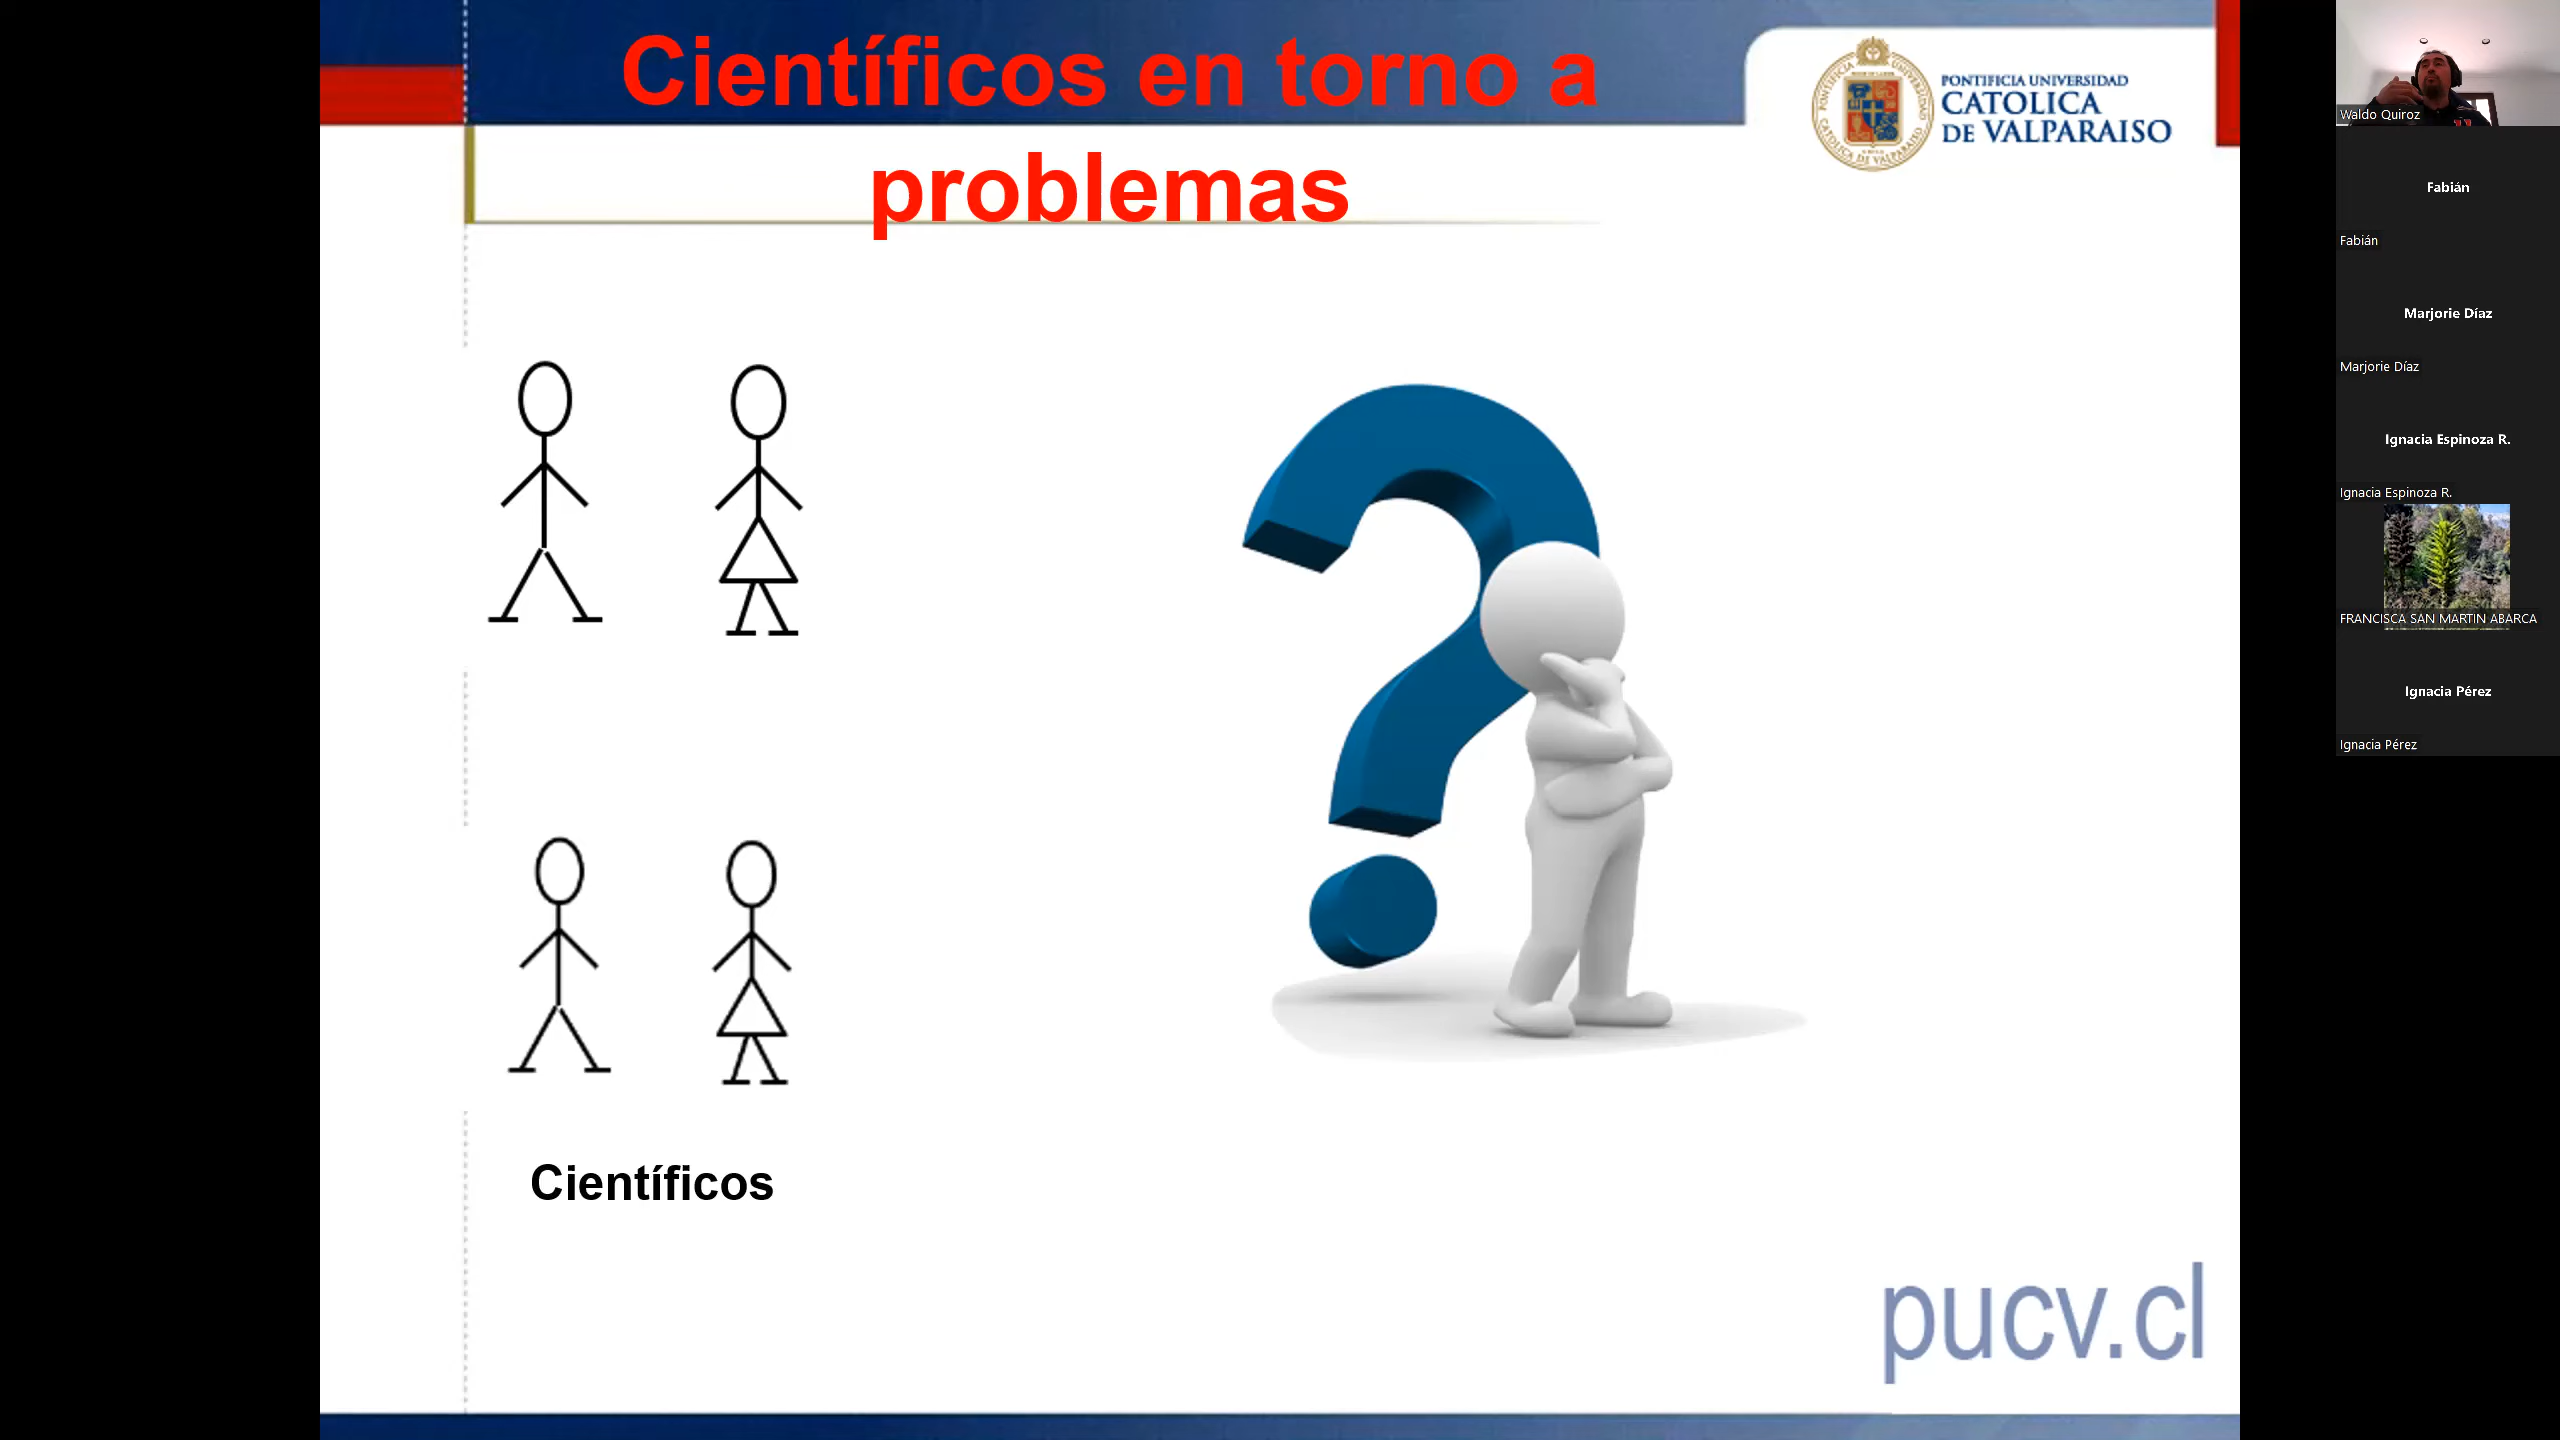 Científicos en torno a
problemas
PONTIFICIA UNIVERSIDAD
CATOLICA
DE VALPARAISO
Científicos
pucv.cl
Waldo Quiroz
Fabián
Fabián
Marjorie Díaz
Marjorie Díaz
Ignacia Espinoza R.
Ignacia Espinoza R.
FRANCISCA SAN MARTIN ABARCA
Ignacia Pérez
Ignacia Pérez